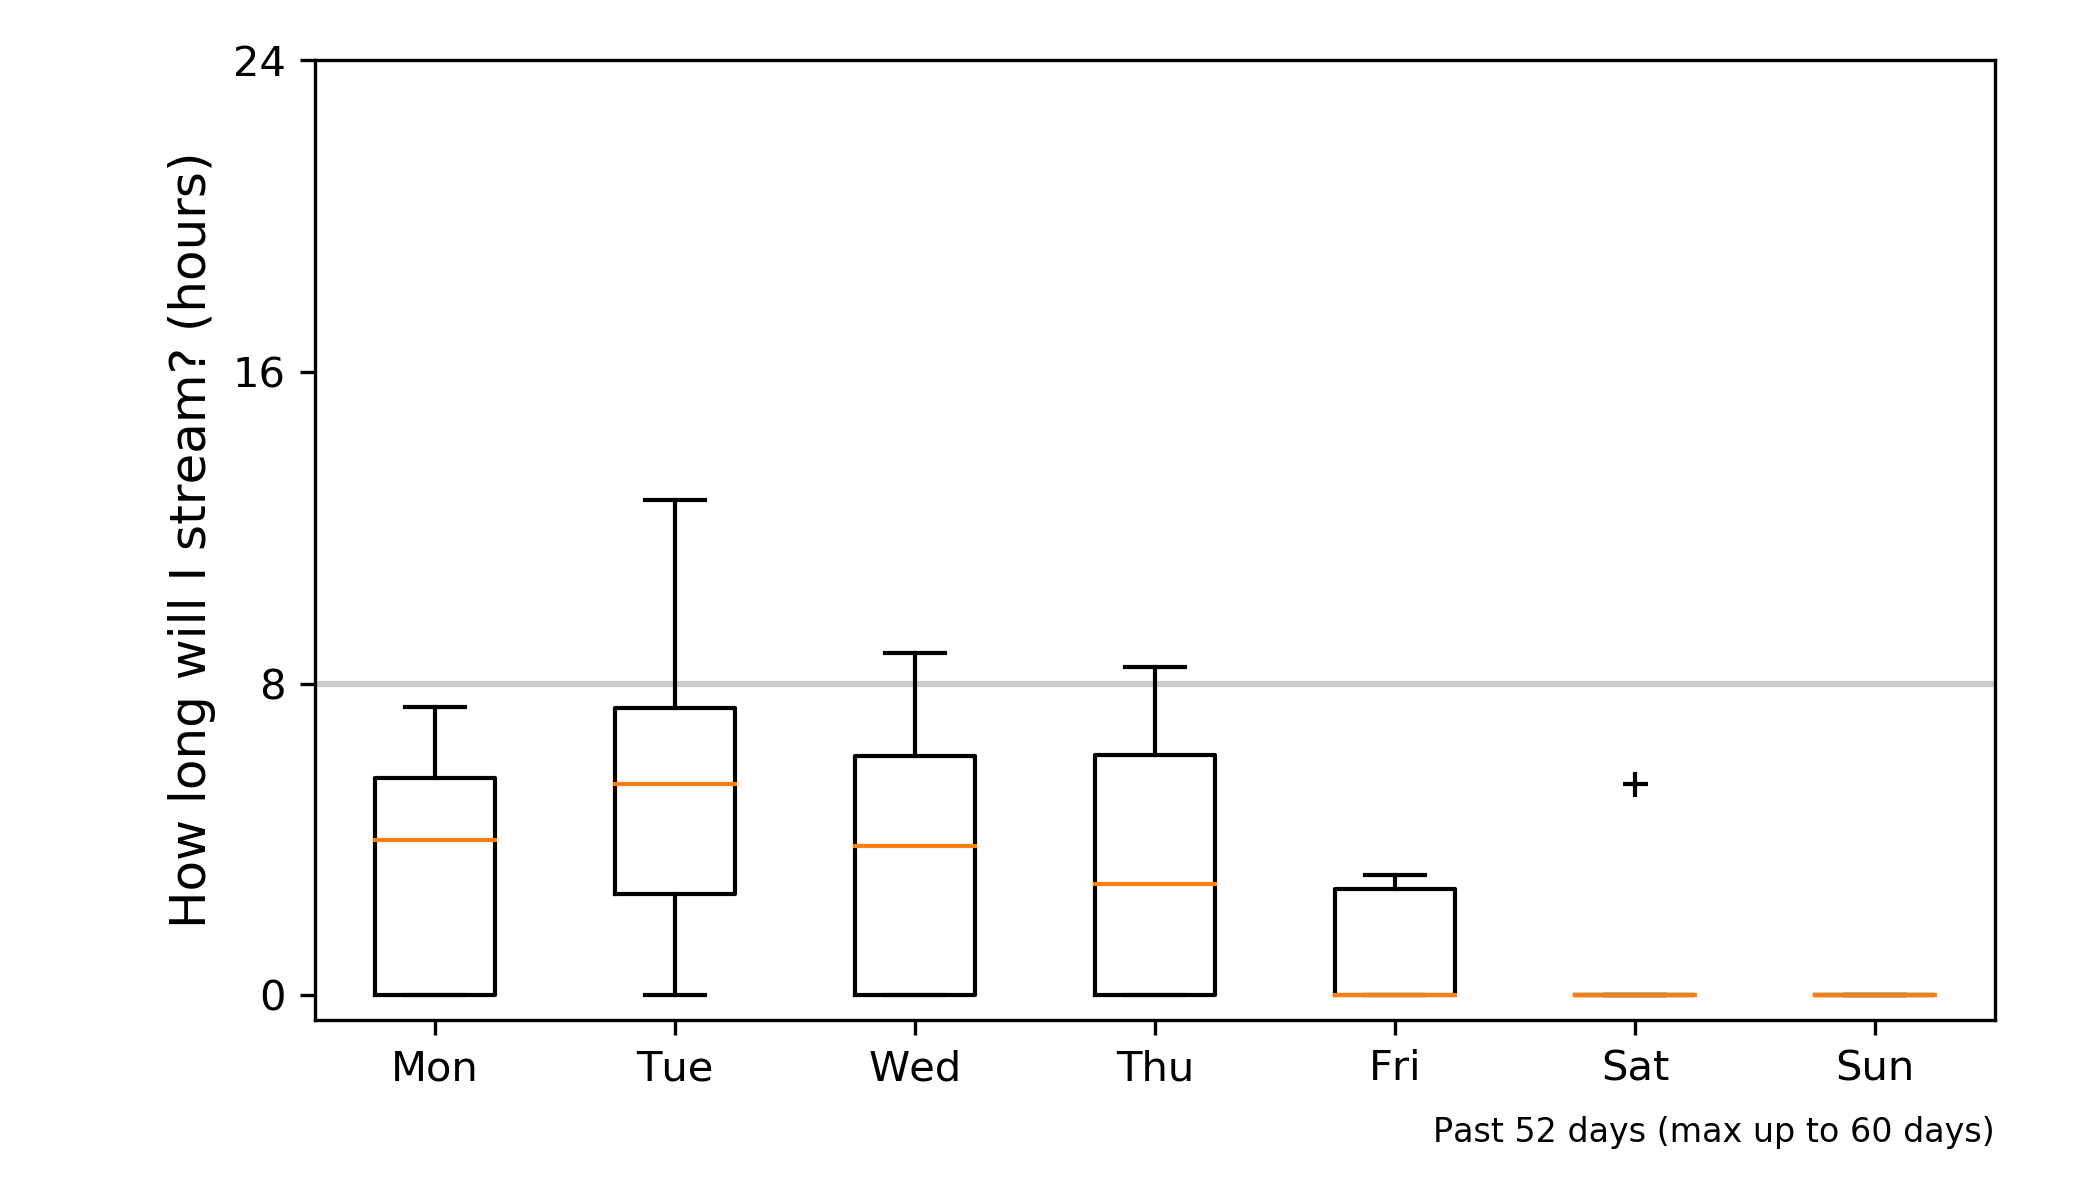 How long will I stream? (hours)
24
16
8
0
Mon Tue Wed Thu Fri Sat Sun
Past 52 days (max up to 60 days)